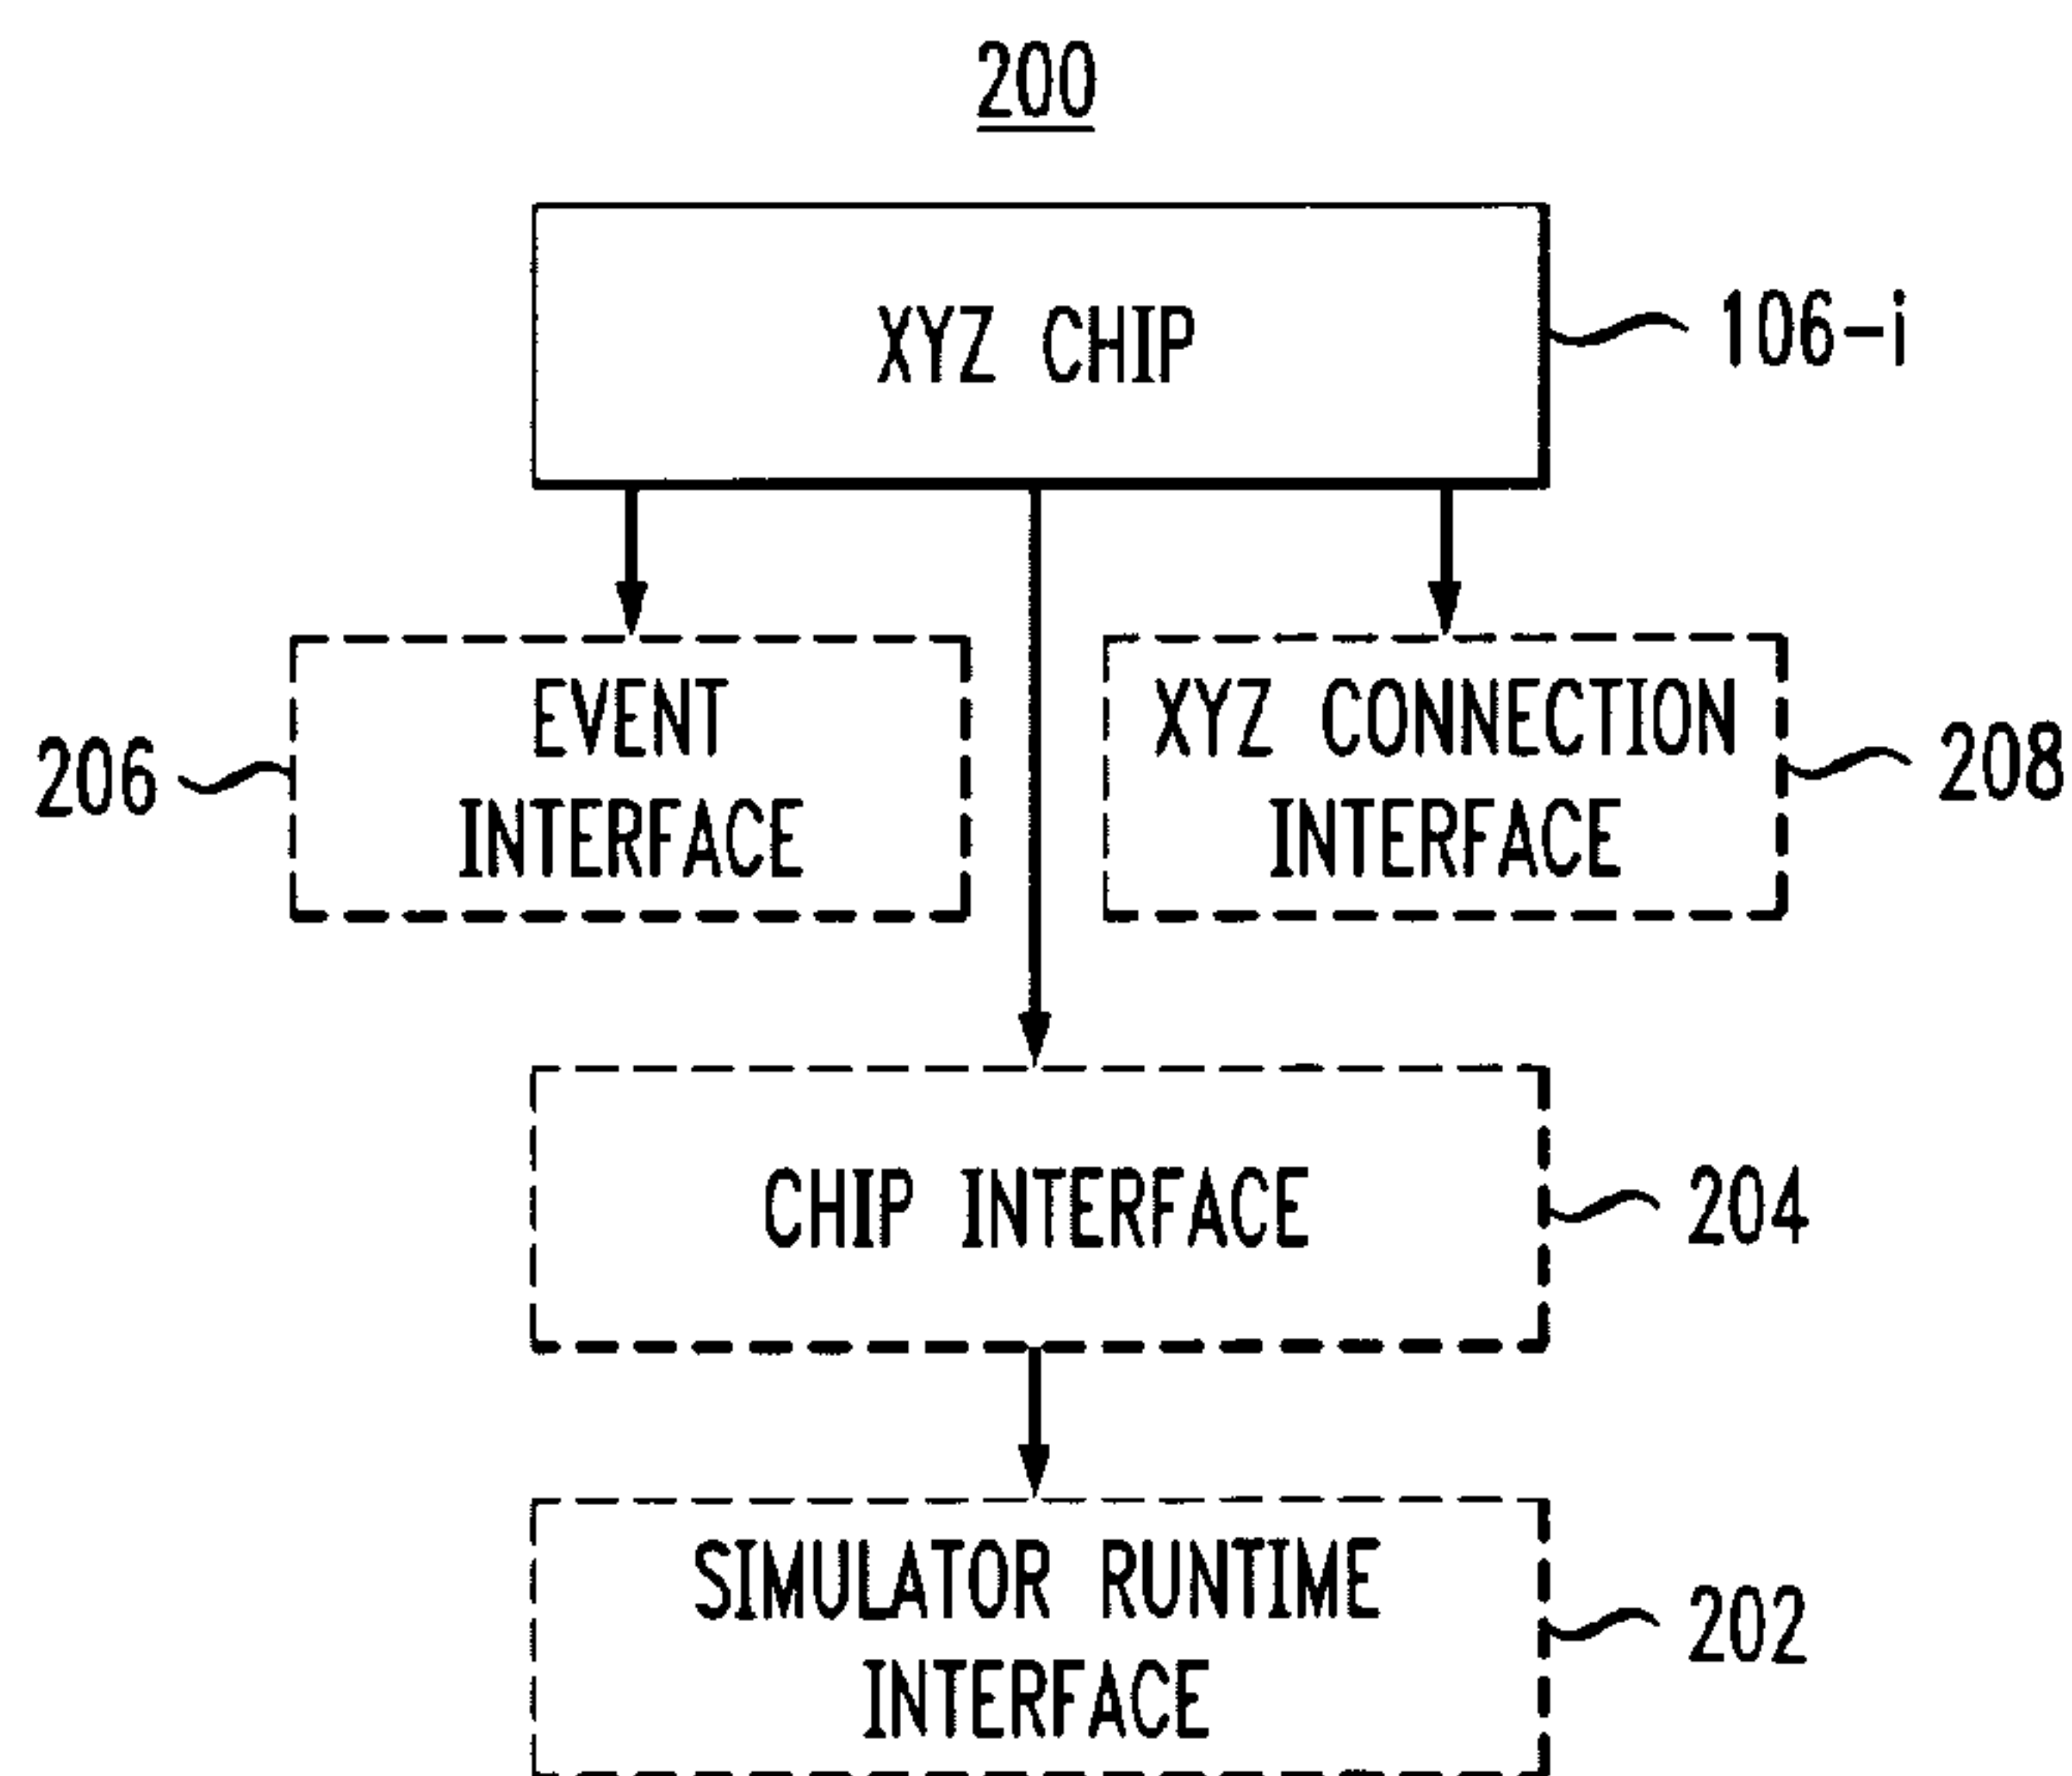 200
XYZ CHIP
106-i
EVENT
INTERFACE
206
XYZ CONNECTION
INTERFACE
208
CHIP INTERFACE
204
SIMULATOR RUNTIME
INTERFACE
202